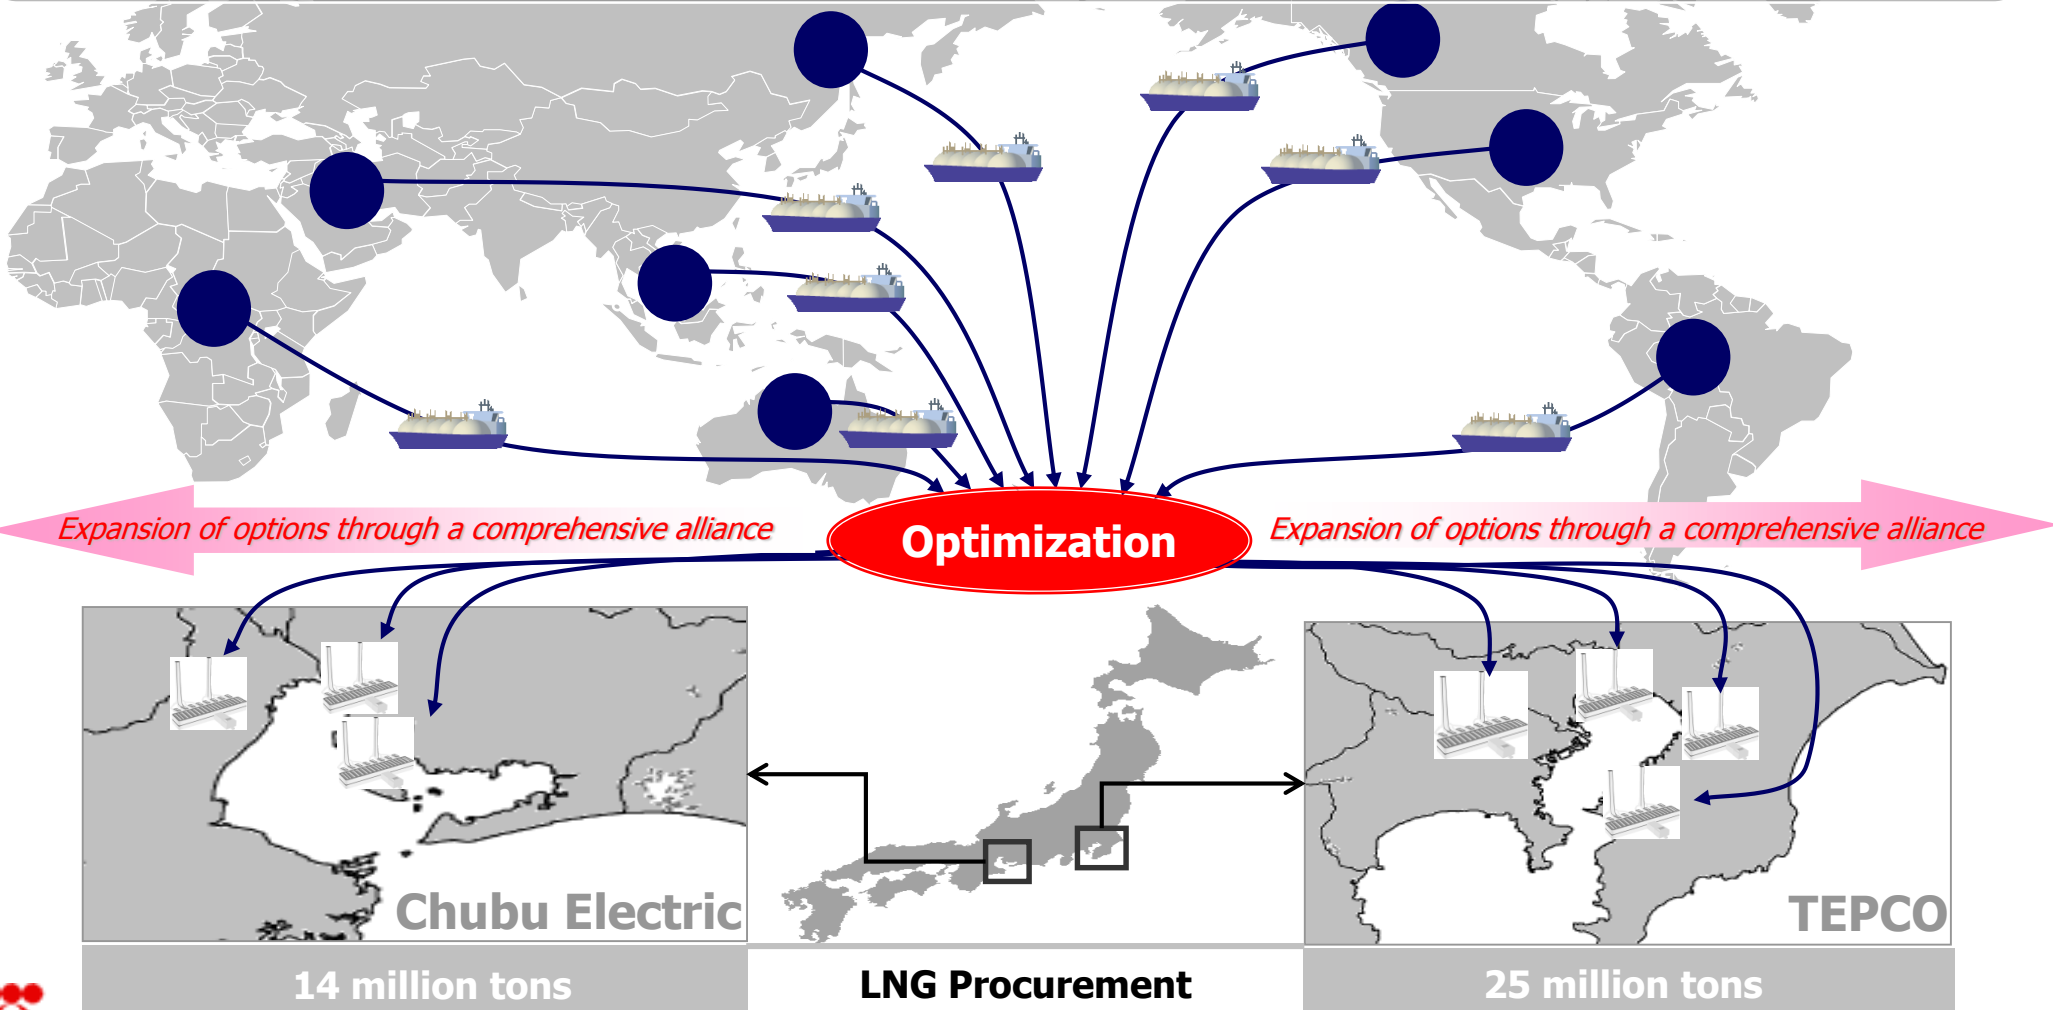 Expansion of options through a comprehensive alliance
Optimization
Expansion of options through a comprehensive alliance
Chubu Electric
TEPCO
14 million tons
LNG Procurement
25 million tons